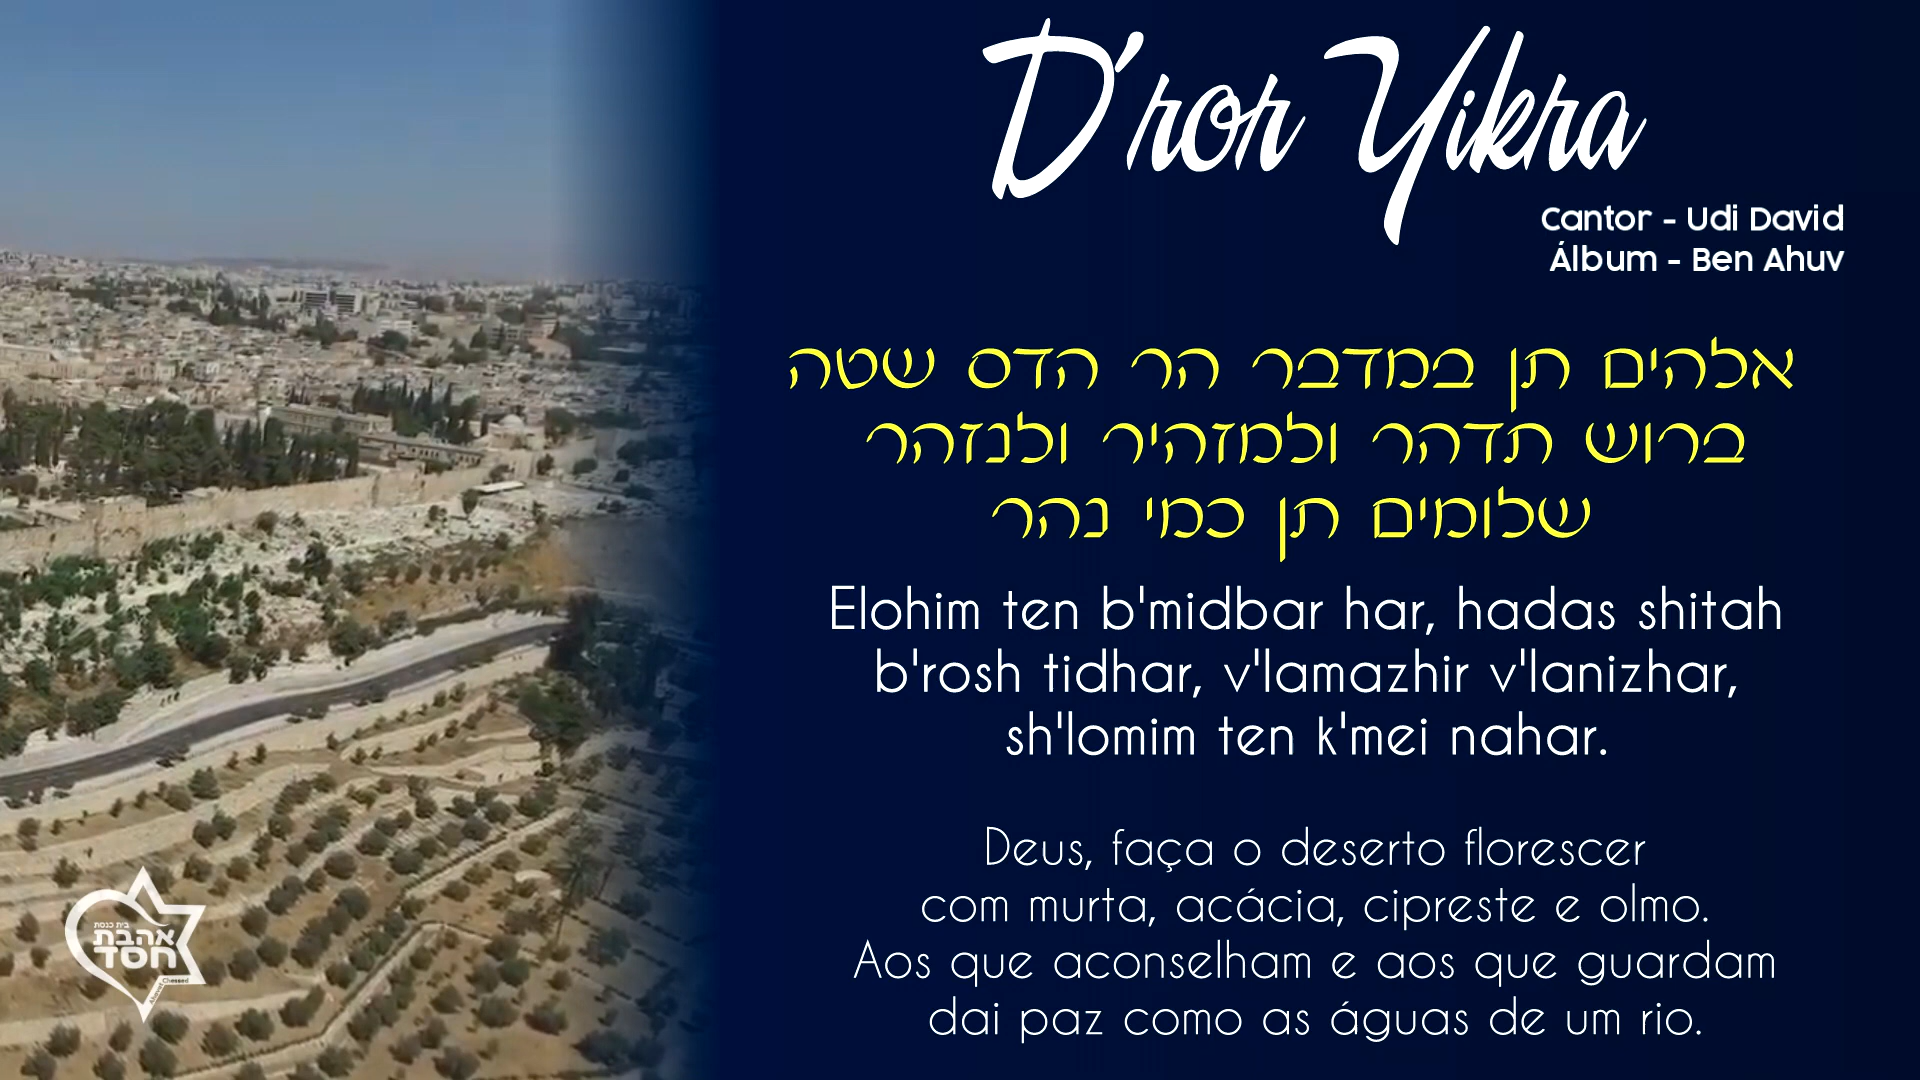 D'ror Yikra
Cantor - Udi David
Álbum - Ben Ahuv
אלהים תן במדבר הר הדס שטה
ברוש תדהר ולמזהיר ולנזהר
שלומים תן כמי נהר
Elohim ten b'midbar har, hadas shitah
b'rosh tidhar, v'lamazhir v'lanizhar,
sh'lomim ten k'mei nahar.
Deus, faça o deserto florescer
com murta, acácia, cipreste e olmo.
Aos que aconselham e aos que guardam
dai paz como as águas de um rio.
בית כנסת
אהבת
חסד
Ahavat Chessed